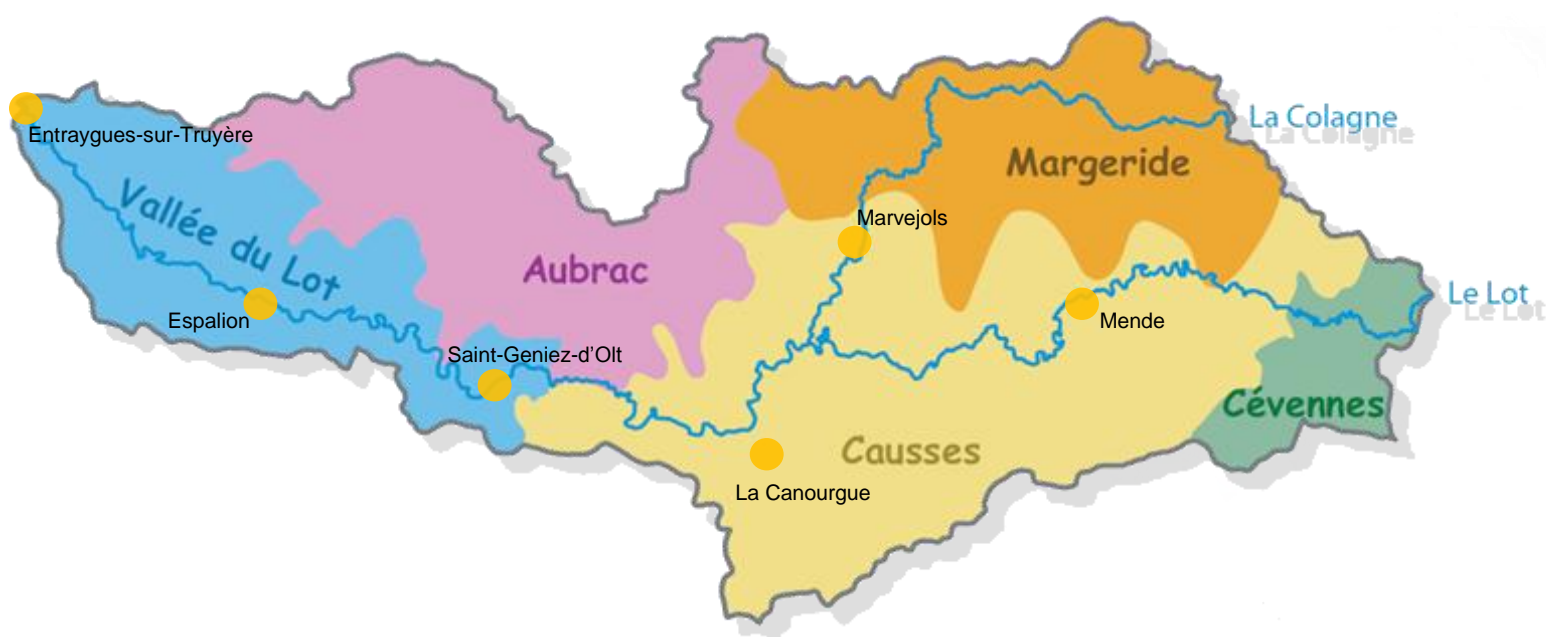 Entraygues-sur-Truyère
La Colagne
Margeride
Vallée du Lot
Marvejols
Aubrac
Le Lot
Espalion
Mende
Saint-Geniez-d'Olt
Cévennes
Causses
La Canourgue